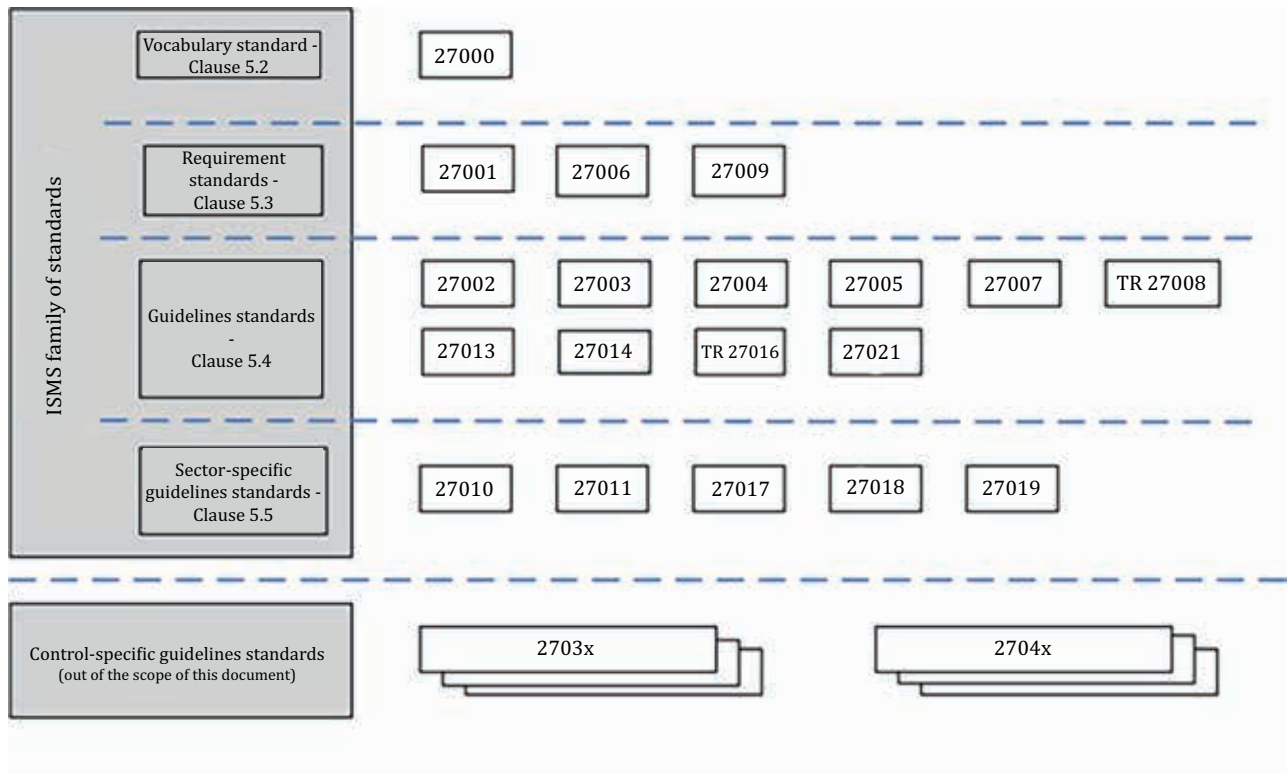 Vocabulary standard -
Clause 5.2
27000
ISMS family of standards
Requirement
standards -
Clause 5.3
27001 27006 27009
Guidelines standards
-
Clause 5.4
27002 27003 27004 27005 27007 TR 27008
27013 27014 TR 27016 27021
Sector-specific
guidelines standards -
Clause 5.5
27010 27011 27017 27018 27019
Control-specific guidelines standards
(out of the scope of this document)
2703x 2704x